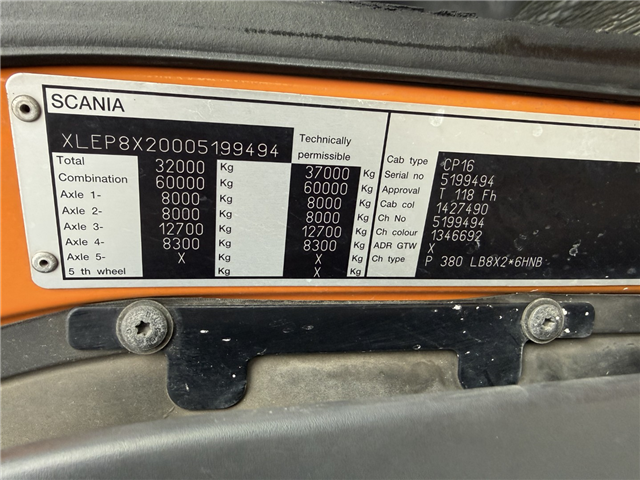 SCANIA
XLEP8X20005199494
Technically permissible
Total 32000 Kg 37000 Kg
Combination 60000 Kg 60000 Kg
Axle 1- 8000 Kg 8000 Kg
Axle 2- 8000 Kg 8000 Kg
Axle 3- 12700 Kg 12700 Kg
Axle 4- 8300 Kg 8300 Kg
Axle 5- X Kg X Kg
5 th wheel Kg Kg
Cab type CP16
Serial no 5199494
Approval T 118 Fh
Cab col 1427490
Ch No 5199494
Ch colour 1346692
ADR GTW X
Ch type P 380 LB8X2*6HNB